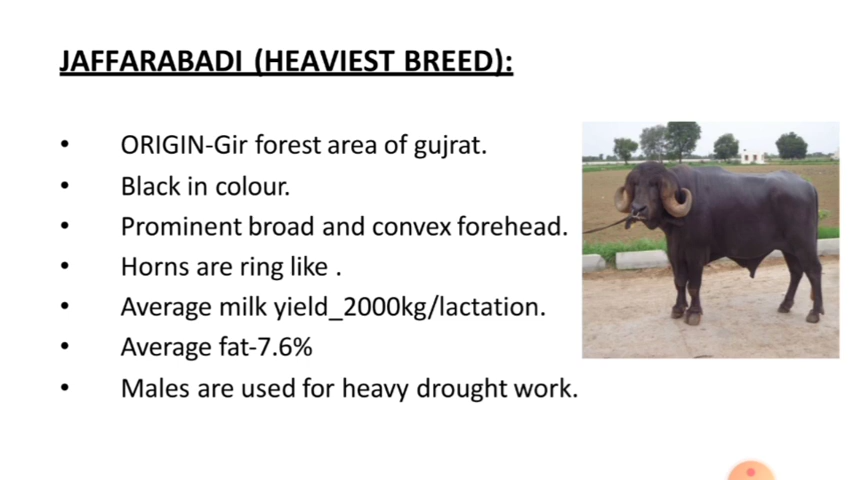 JAFFARABADI (HEAVIEST BREED):
• ORIGIN-Gir forest area of gujrat.
• Black in colour.
• Prominent broad and convex forehead.
• Horns are ring like .
• Average milk yield_2000kg/lactation.
• Average fat-7.6%
• Males are used for heavy drought work.